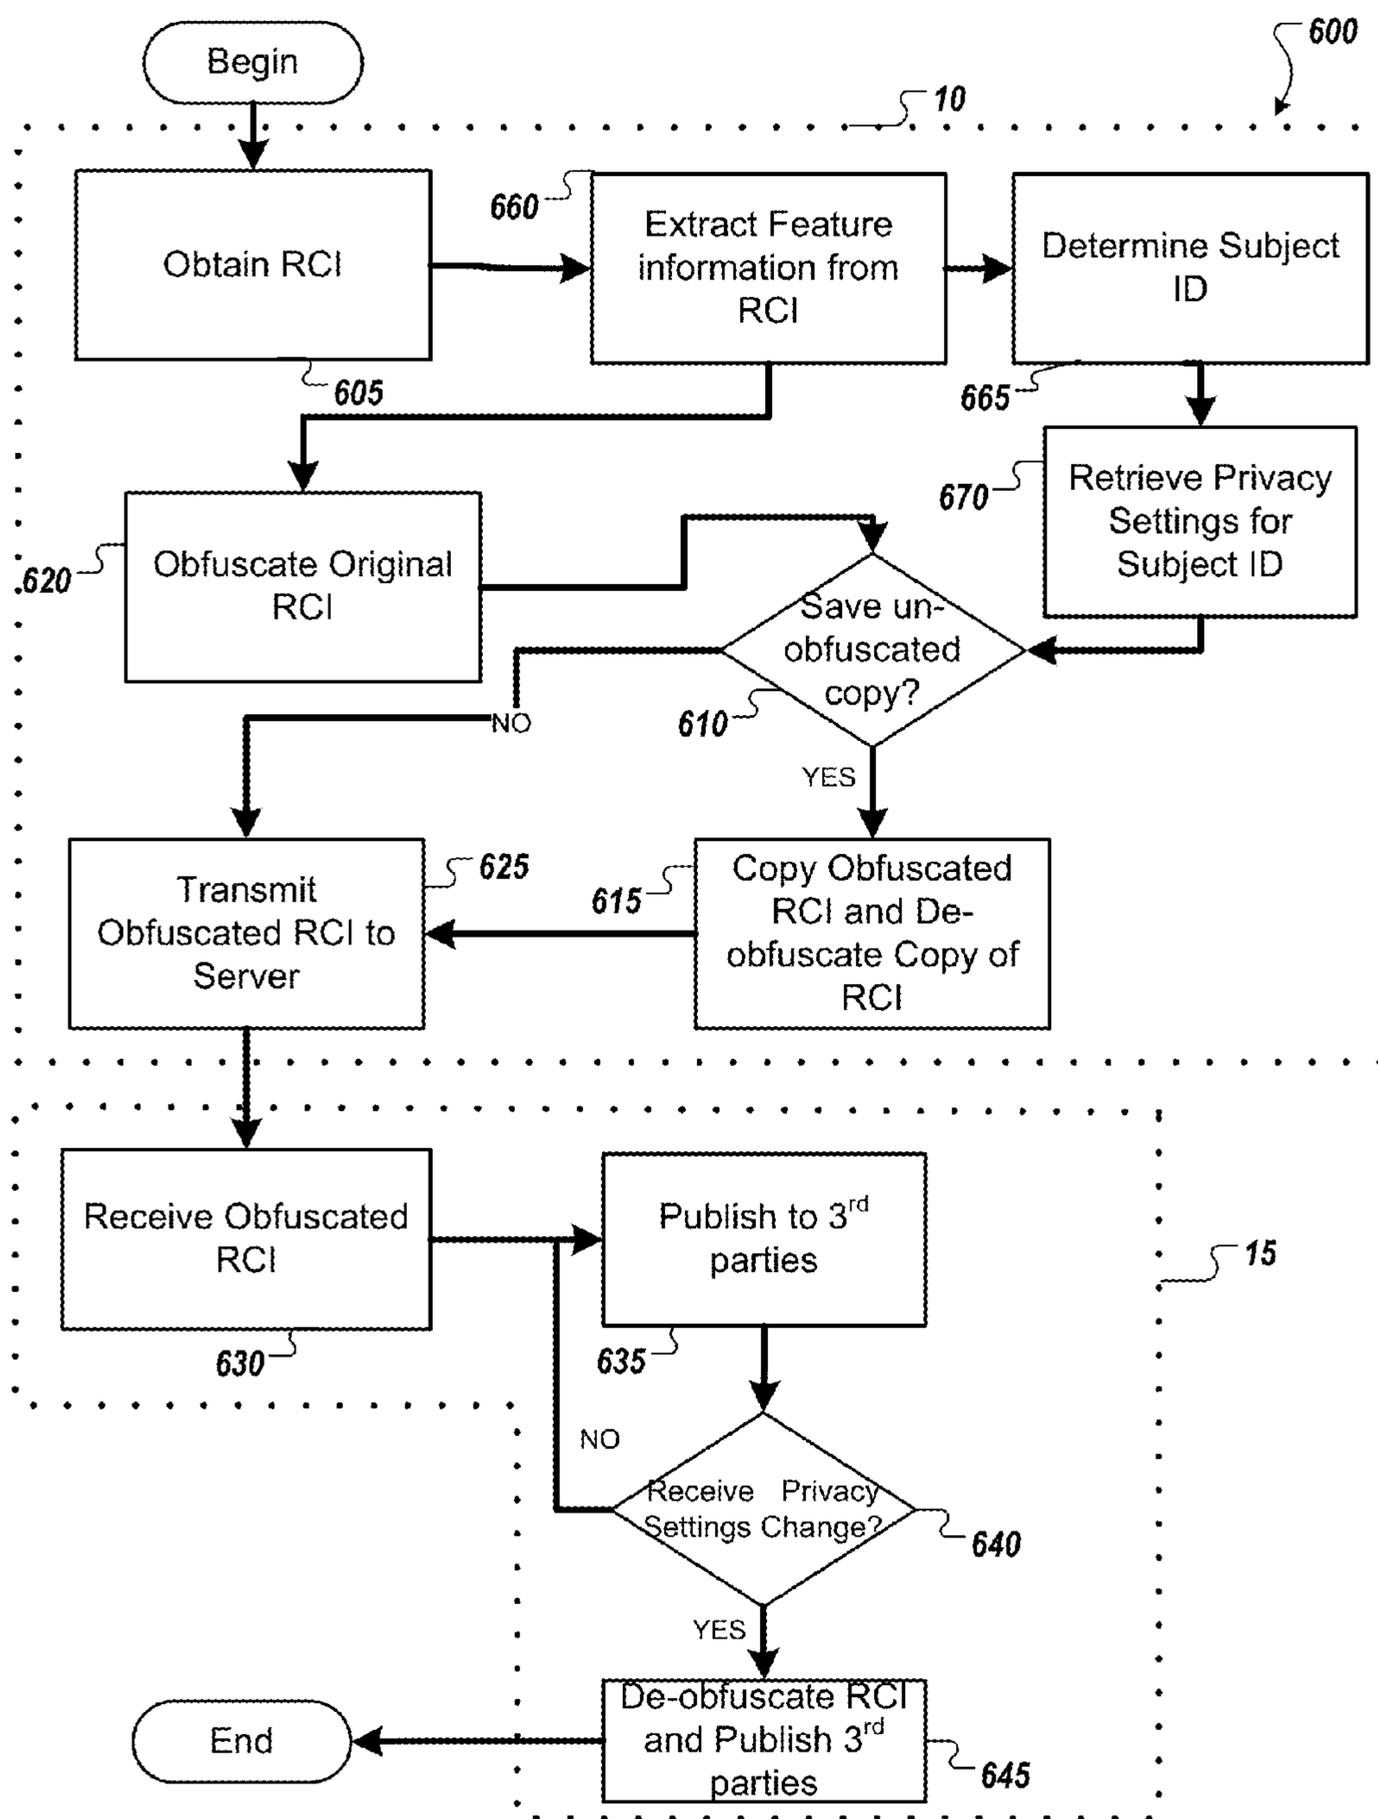 Begin
600
10
Obtain RCI
605
660
Extract Feature
information from
RCI
Determine Subject
ID
665
670
Retrieve Privacy
Settings for
Subject ID
620
Obfuscate Original
RCI
Save un-
obfuscated
copy?
610
NO
YES
Transmit
Obfuscated RCI to
Server
625
615
Copy Obfuscated
RCI and De-
obfuscate Copy of
RCI
Receive Obfuscated
RCI
630
Publish to 3rd
parties
635
15
NO
Receive Privacy
Settings Change?
640
YES
De-obfuscate RCI
and Publish 3rd
parties
645
End